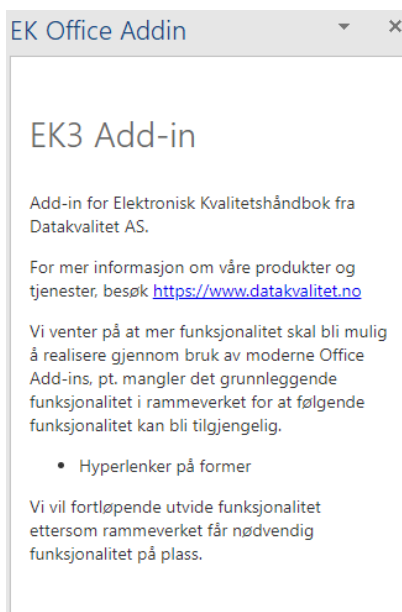 EK Office Addin
EK3 Add-in
Add-in for Elektronisk Kvalitetshåndbok fra
Datakvalitet AS.
For mer informasjon om våre produkter og
tjenester, besøk https://www.datakvalitet.no
Vi venter på at mer funksjonalitet skal bli mulig
å realisere gjennom bruk av moderne Office
Add-ins, pt. mangler det grunnleggende
funksjonalitet i rammeverket for at følgende
funksjonalitet kan bli tilgjengelig.
• Hyperlenker på former
Vi vil fortløpende utvide funksjonalitet
ettersom rammeverket får nødvendig
funksjonalitet på plass.